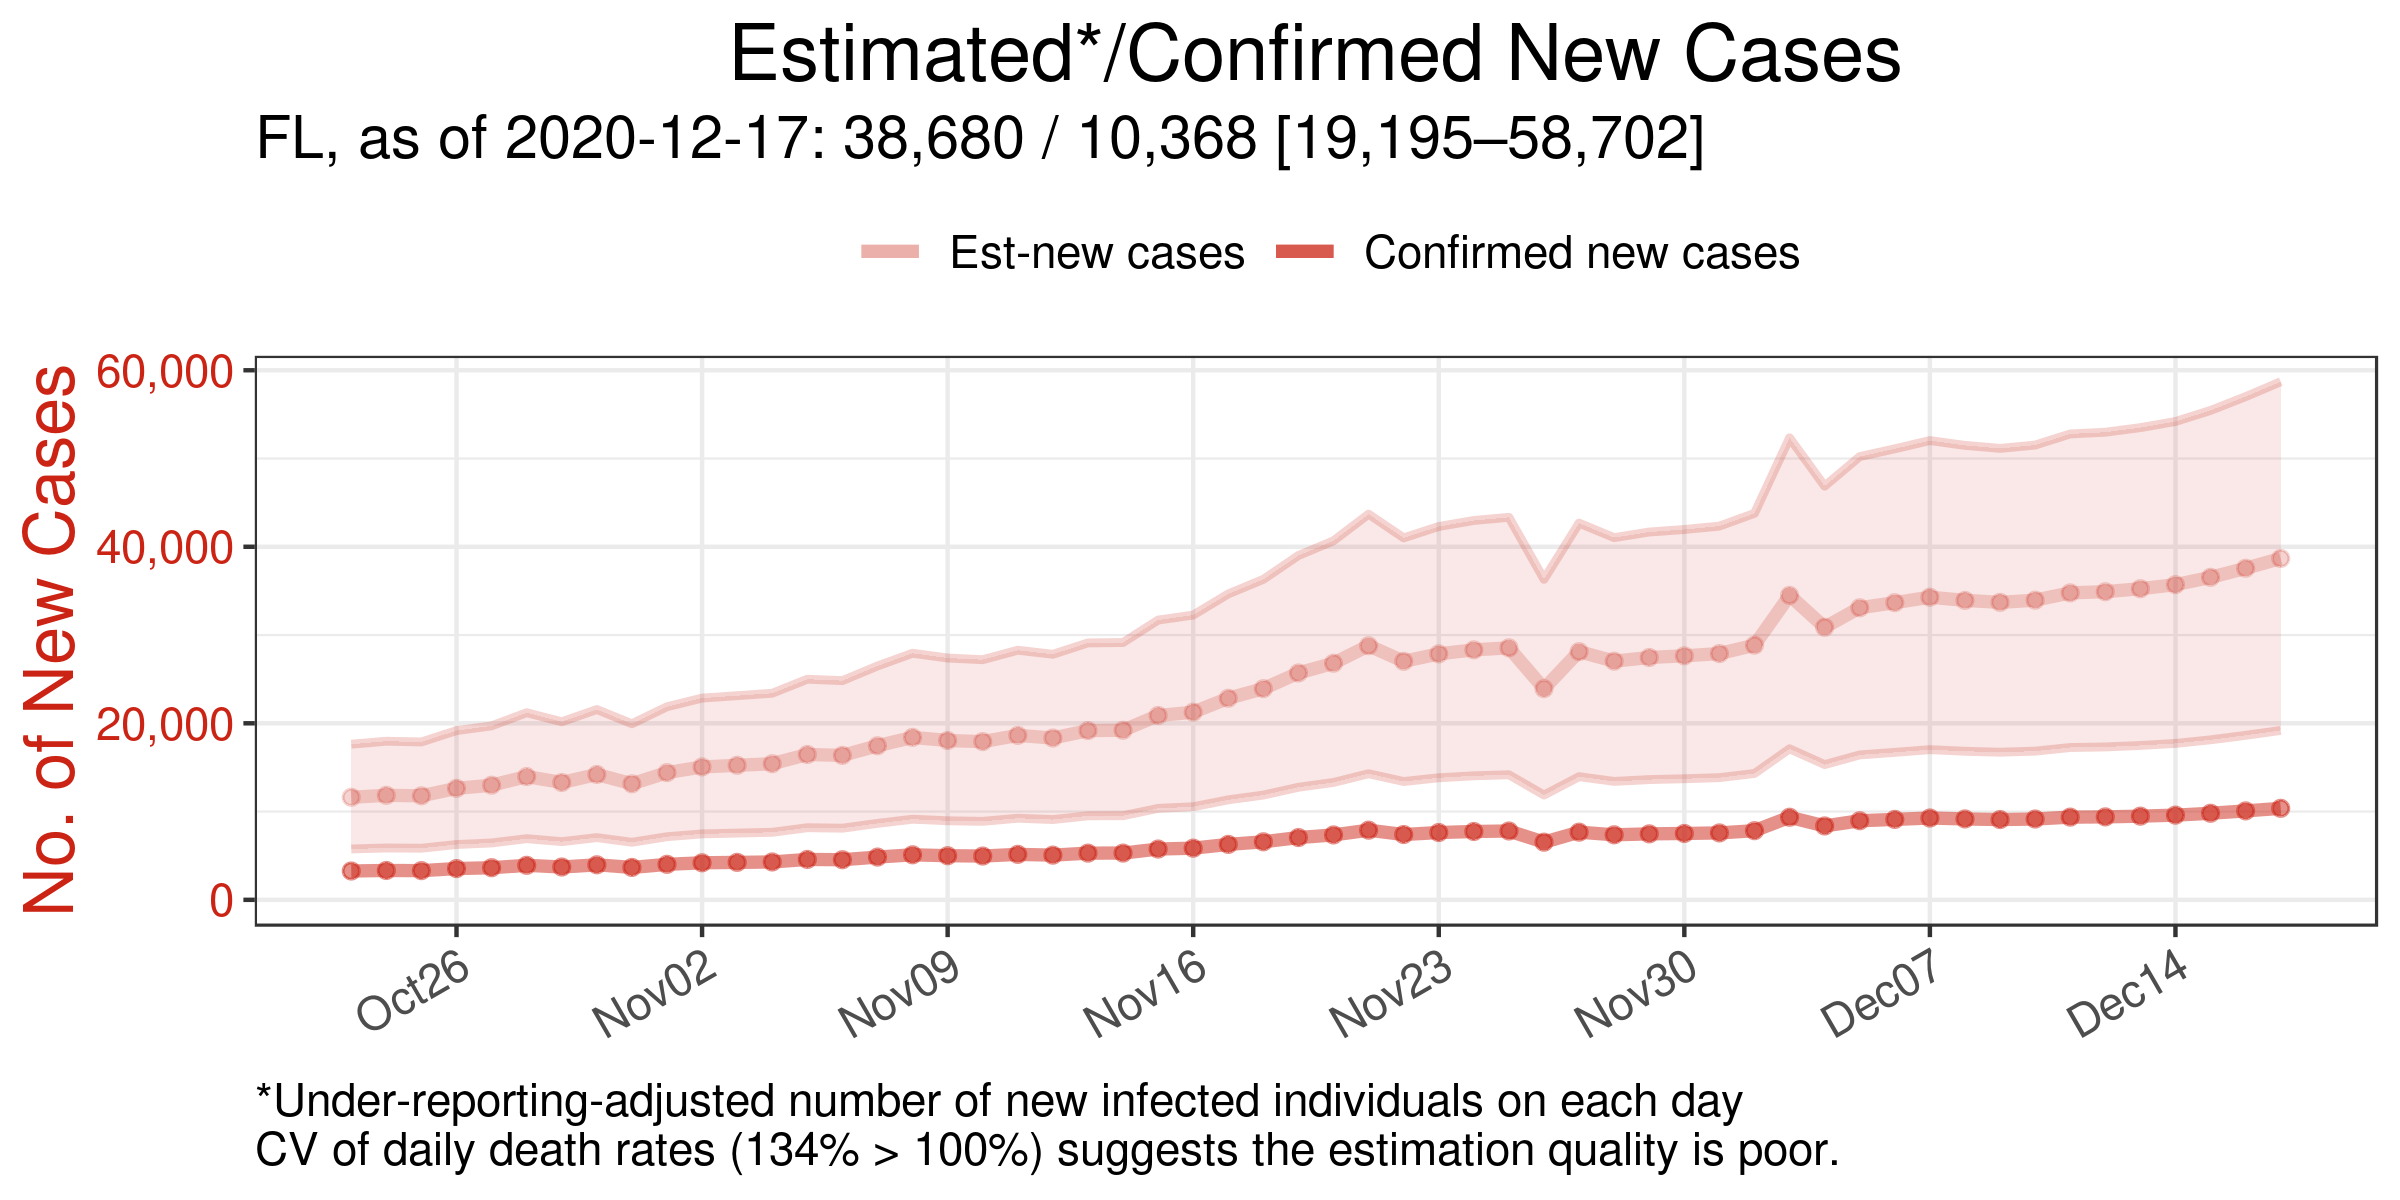 Estimated*/Confirmed New Cases
FL, as of 2020-12-17: 38,680 / 10,368 [19,195–58,702]
Est-new cases
Confirmed new cases
No. of New Cases
60,000
40,000
20,000
0
Oct26
Nov02
Nov09
Nov16
Nov23
Nov30
Dec07
Dec14
*Under-reporting-adjusted number of new infected individuals on each day
CV of daily death rates (134% > 100%) suggests the estimation quality is poor.